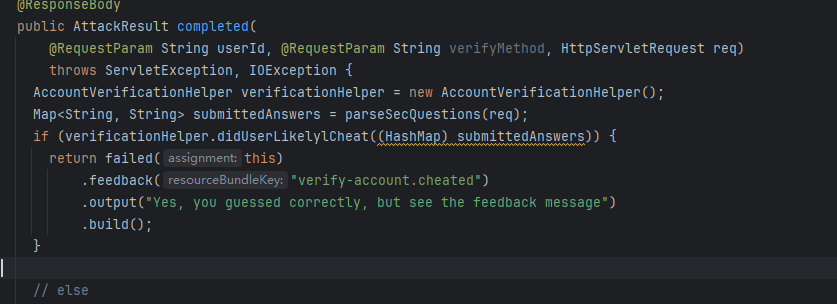 @ResponseBody
public AttackResult completed(
@RequestParam String userId, @RequestParam String verifyMethod, HttpServletRequest req)
throws ServletException, IOException {
AccountVerificationHelper verificationHelper = new AccountVerificationHelper();
Map<String, String> submittedAnswers = parseSecQuestions(req);
if (verificationHelper.didUserLikelylCheat((HashMap) submittedAnswers)) {
return failed( assignment: this)
.feedback( resourceBundleKey: "verify-account.cheated")
.output("Yes, you guessed correctly, but see the feedback message")
.build();
}
// else